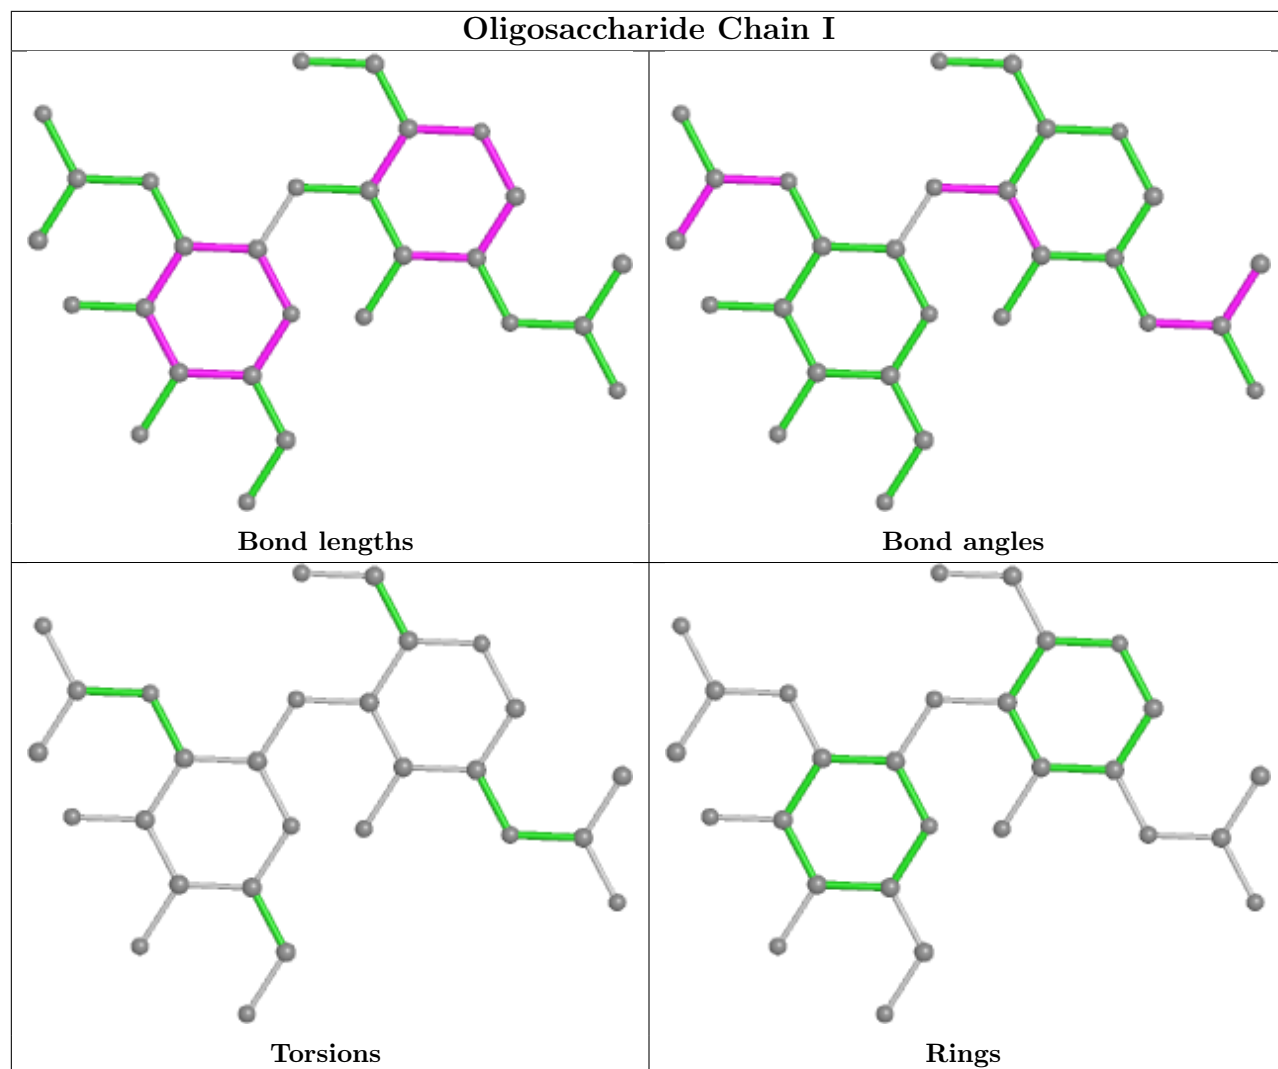 Oligosaccharide Chain I
Bond lengths
Bond angles
Torsions
Rings